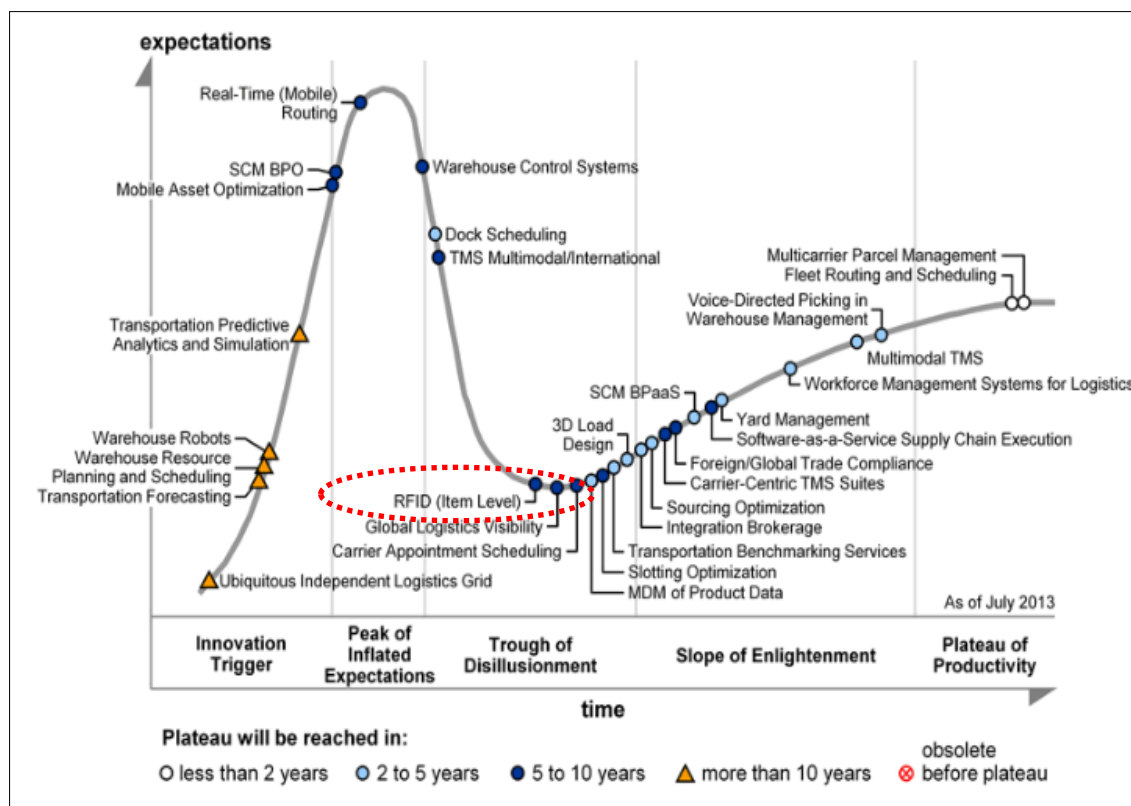 expectations
Real-Time (Mobile)
Routing
SCM BPO
Mobile Asset Optimization
Warehouse Control Systems
Dock Scheduling
TMS Multimodal/International
Multicarrier Parcel Management
Fleet Routing and Scheduling
Voice-Directed Picking in
Warehouse Management
Transportation Predictive
Analytics and Simulation
Multimodal TMS
Workforce Management Systems for Logistics
SCM BPaaS
Yard Management
3D Load
Design
Software-as-a-Service Supply Chain Execution
Warehouse Robots
Warehouse Resource
Planning and Scheduling
Transportation Forecasting
Foreign/Global Trade Compliance
Carrier-Centric TMS Suites
RFID (Item Level)
Sourcing Optimization
Global Logistics Visibility
Integration Brokerage
Carrier Appointment Scheduling
Transportation Benchmarking Services
Slotting Optimization
MDM of Product Data
Ubiquitous Independent Logistics Grid
As of July 2013
Innovation
Trigger
Peak of
Inflated
Expectations
Trough of
Disillusionment
Slope of Enlightenment
Plateau of
Productivity
time
Plateau will be reached in:
less than 2 years
2 to 5 years
5 to 10 years
more than 10 years
obsolete
before plateau